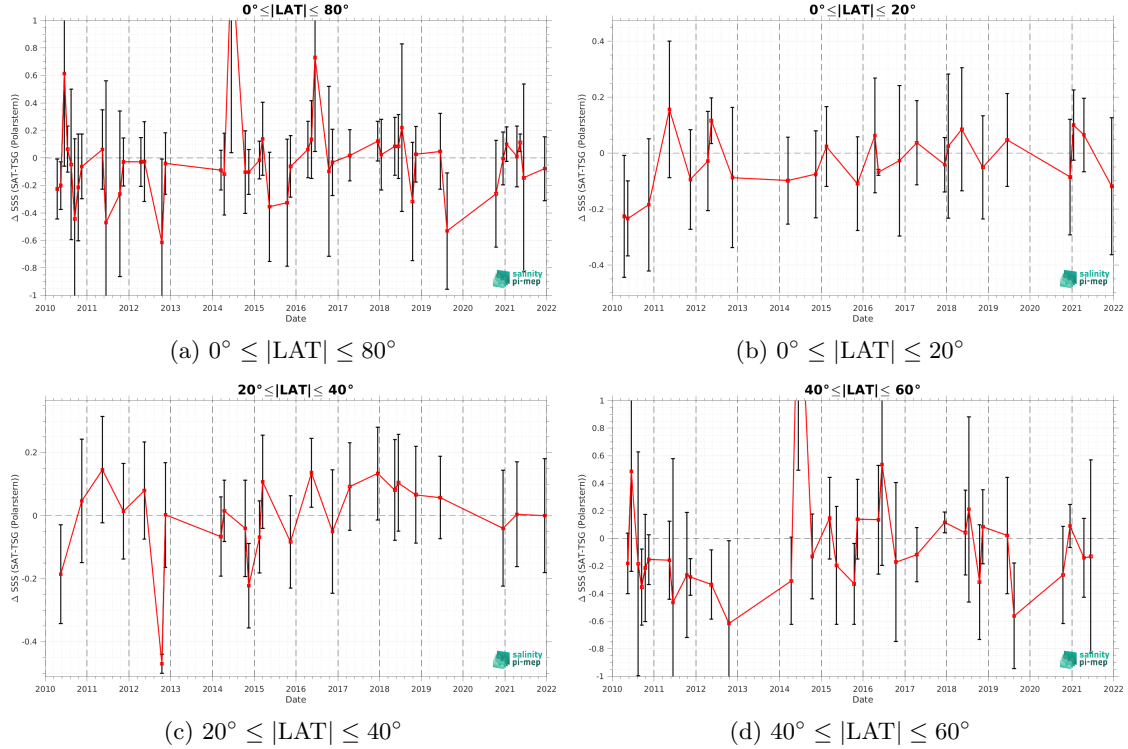 0°≤|LAT|≤ 80°
Δ SSS (SAT-TSG (Polarstern))
1
0.8
0.6
0.4
0.2
0
-0.2
-0.4
-0.6
-0.8
-1
2010 2011 2012 2013 2014 2015 2016 2017 2018 2019 2020 2021 2022
Date
salinity
pi-mep
(a) 0° ≤ |LAT| ≤ 80°
0°≤|LAT|≤ 20°
Δ SSS (SAT-TSG (Polarstern))
0.4
0.2
0
-0.2
-0.4
2010 2011 2012 2013 2014 2015 2016 2017 2018 2019 2020 2021 2022
Date
salinity
pi-mep
(b) 0° ≤ |LAT| ≤ 20°
20°≤|LAT|≤ 40°
Δ SSS (SAT-TSG (Polarstern))
0.2
0
-0.2
-0.4
2010 2011 2012 2013 2014 2015 2016 2017 2018 2019 2020 2021 2022
Date
salinity
pi-mep
(c) 20° ≤ |LAT| ≤ 40°
40°≤|LAT|≤ 60°
Δ SSS (SAT-TSG (Polarstern))
1
0.8
0.6
0.4
0.2
0
-0.2
-0.4
-0.6
-0.8
-1
2010 2011 2012 2013 2014 2015 2016 2017 2018 2019 2020 2021 2022
Date
salinity
pi-mep
(d) 40° ≤ |LAT| ≤ 60°